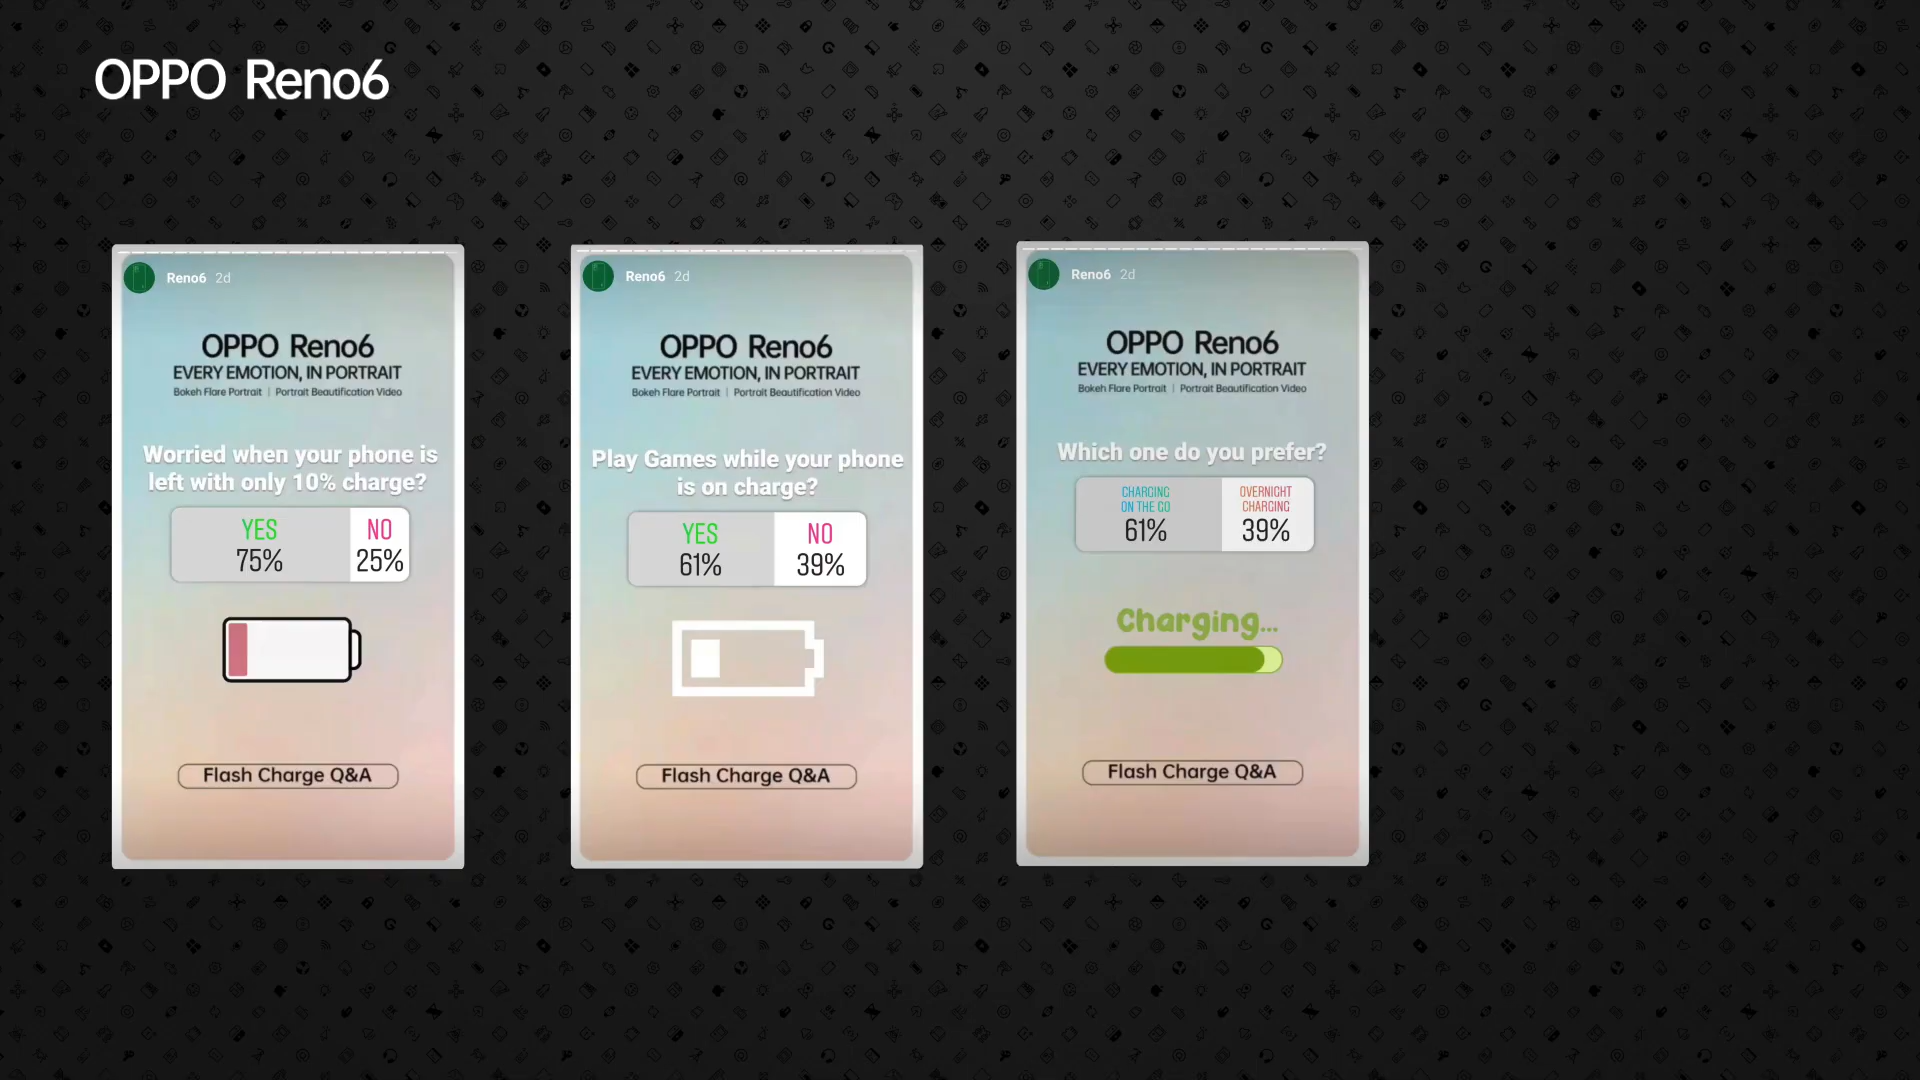 OPPO Reno6
Reno6 2d
OPPO Reno6
EVERY EMOTION, IN PORTRAIT
Bokeh Flare Portrait | Portrait Beautification Video
Worried when your phone is
left with only 10% charge?
YES NO
75% 25%
Flash Charge Q&A
Reno6 2d
OPPO Reno6
EVERY EMOTION, IN PORTRAIT
Bokeh Flare Portrait | Portrait Beautification Video
Play Games while your phone
is on charge?
YES NO
61% 39%
Flash Charge Q&A
Reno6 2d
OPPO Reno6
EVERY EMOTION, IN PORTRAIT
Bokeh Flare Portrait | Portrait Beautification Video
Which one do you prefer?
CHARGING OVERNIGHT
ON THE GO CHARGING
61% 39%
Charging...
Flash Charge Q&A